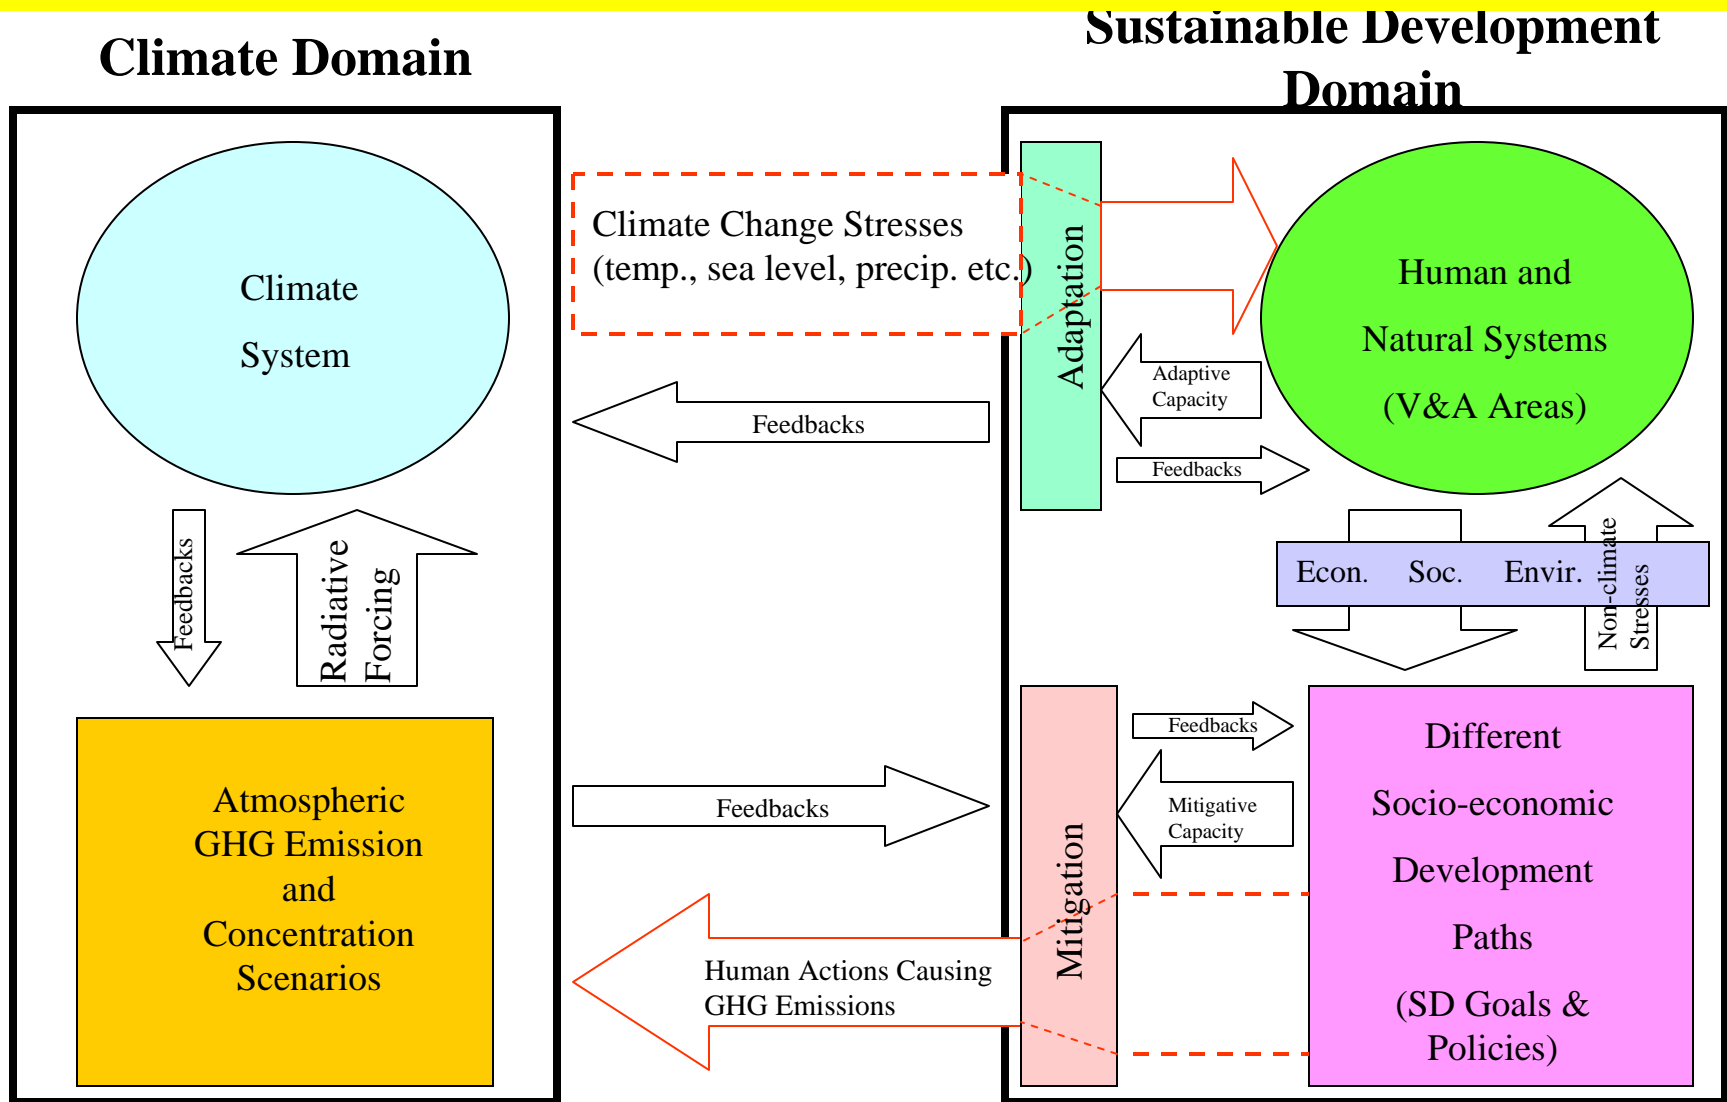 Sustainable Development
Domain
Climate Domain
Climate
System
Climate Change Stresses
(temp., sea level, precip. etc.)
Adaptation
Human and
Natural Systems
(V&A Areas)
Adaptive
Capacity
Feedbacks
Feedbacks
Feedbacks
Radiative
Forcing
Econ. Soc. Envir.
Non-climate
Stresses
Atmospheric
GHG Emission
and
Concentration
Scenarios
Feedbacks
Human Actions Causing
GHG Emissions
Mitigation
Feedbacks
Mitigative
Capacity
Different
Socio-economic
Development
Paths
(SD Goals &
Policies)